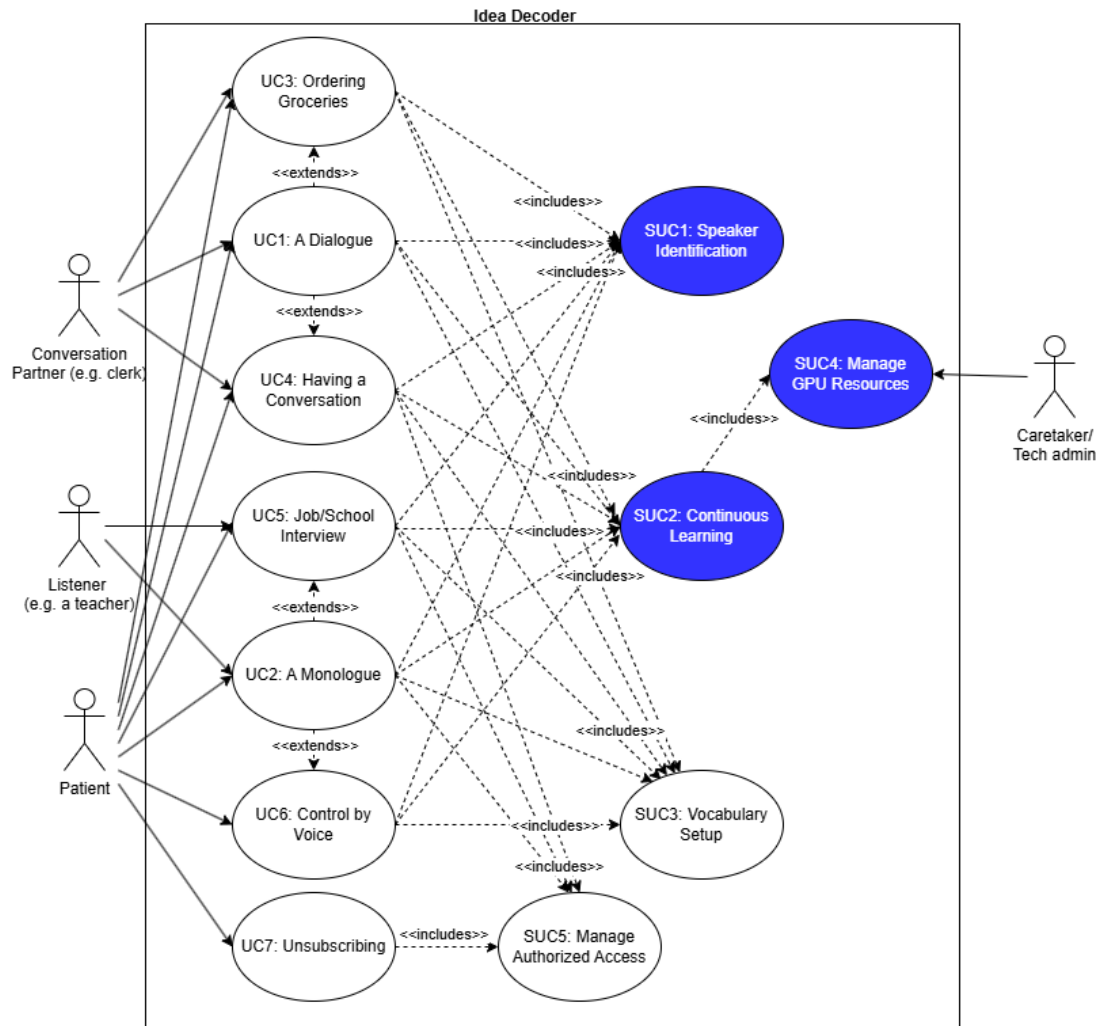 Idea Decoder
UC3: Ordering
Groceries
<<extends>>
<<includes>>
UC1: A Dialogue
<<includes>>
SUC1: Speaker
Identification
<<includes>>
<<extends>>
Conversation
Partner (e.g. clerk)
UC4: Having a
Conversation
SUC4: Manage
GPU Resources
Caretaker/
Tech admin
<<includes>>
<<includes>>
UC5: Job/School
Interview
<<includes>>
SUC2: Continuous
Learning
Listener
(e.g. a teacher)
<<includes>>
<<extends>>
UC2: A Monologue
<<includes>>
<<extends>>
Patient
UC6: Control by
Voice
<<includes>>
SUC3: Vocabulary
Setup
<<includes>>
UC7: Unsubscribing
<<includes>>
SUC5: Manage
Authorized Access